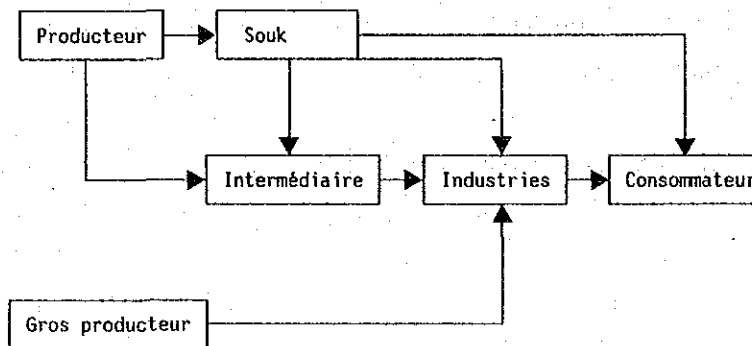 Producteur
Souk
Intermédiaire
Industries
Consommateur
Gros producteur